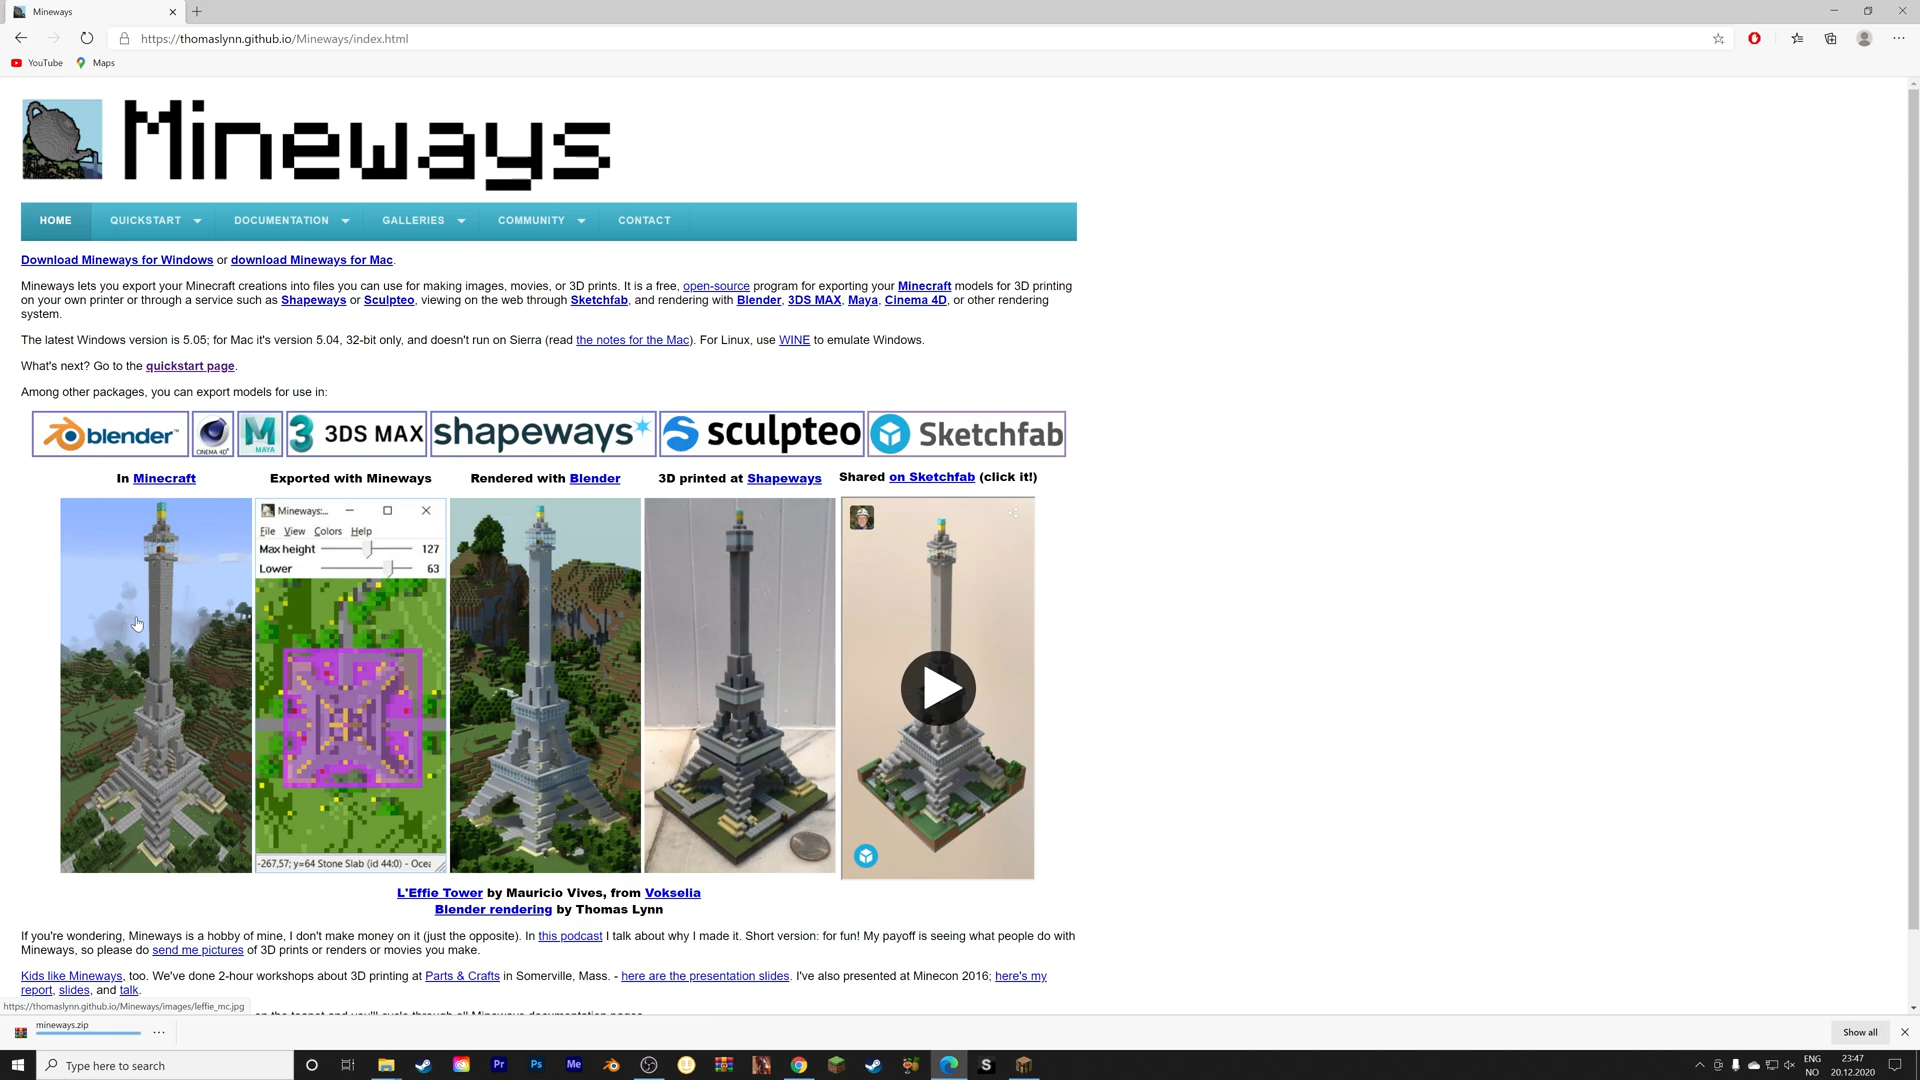 Mineways
https://thomaslynn.github.io/Mineways/index.html
YouTube Maps
Mineways
HOME QUICKSTART DOCUMENTATION GALLERIES COMMUNITY CONTACT
Download Mineways for Windows or download Mineways for Mac.
Mineways lets you export your Minecraft creations into files you can use for making images, movies, or 3D prints. It is a free, open-source program for exporting your Minecraft models for 3D printing
on your own printer or through a service such as Shapeways or Sculpteo, viewing on the web through Sketchfab, and rendering with Blender, 3DS MAX, Maya, Cinema 4D, or other rendering
system.
The latest Windows version is 5.05; for Mac it's version 5.04, 32-bit only, and doesn't run on Sierra (read the notes for the Mac). For Linux, use WINE to emulate Windows.
What's next? Go to the quickstart page.
Among other packages, you can export models for use in:
blender CINEMA 4D MAYA 3 3DS MAX shapeways sculpteo Sketchfab
In Minecraft Exported with Mineways Rendered with Blender 3D printed at Shapeways Shared on Sketchfab (click it!)
Mineways:...
File View Colors Help
Max height 127
Lower 63
-267,57; y=64 Stone Slab (id 44:0) - Ocea
L'Effie Tower by Mauricio Vives, from Vokselia
Blender rendering by Thomas Lynn
If you're wondering, Mineways is a hobby of mine, I don't make money on it (just the opposite). In this podcast I talk about why I made it. Short version: for fun! My payoff is seeing what people do with
Mineways, so please do send me pictures of 3D prints or renders or movies you make.
Kids like Mineways, too. We've done 2-hour workshops about 3D printing at Parts & Crafts in Somerville, Mass. - here are the presentation slides. I've also presented at Minecon 2016; here's my
report, slides, and talk.
https://thomaslynn.github.io/Mineways/images/leffie_mc.jpg
mineways.zip
Show all
Type here to search
Pr Ps Me S
ENG 23:47
NO 20.12.2020